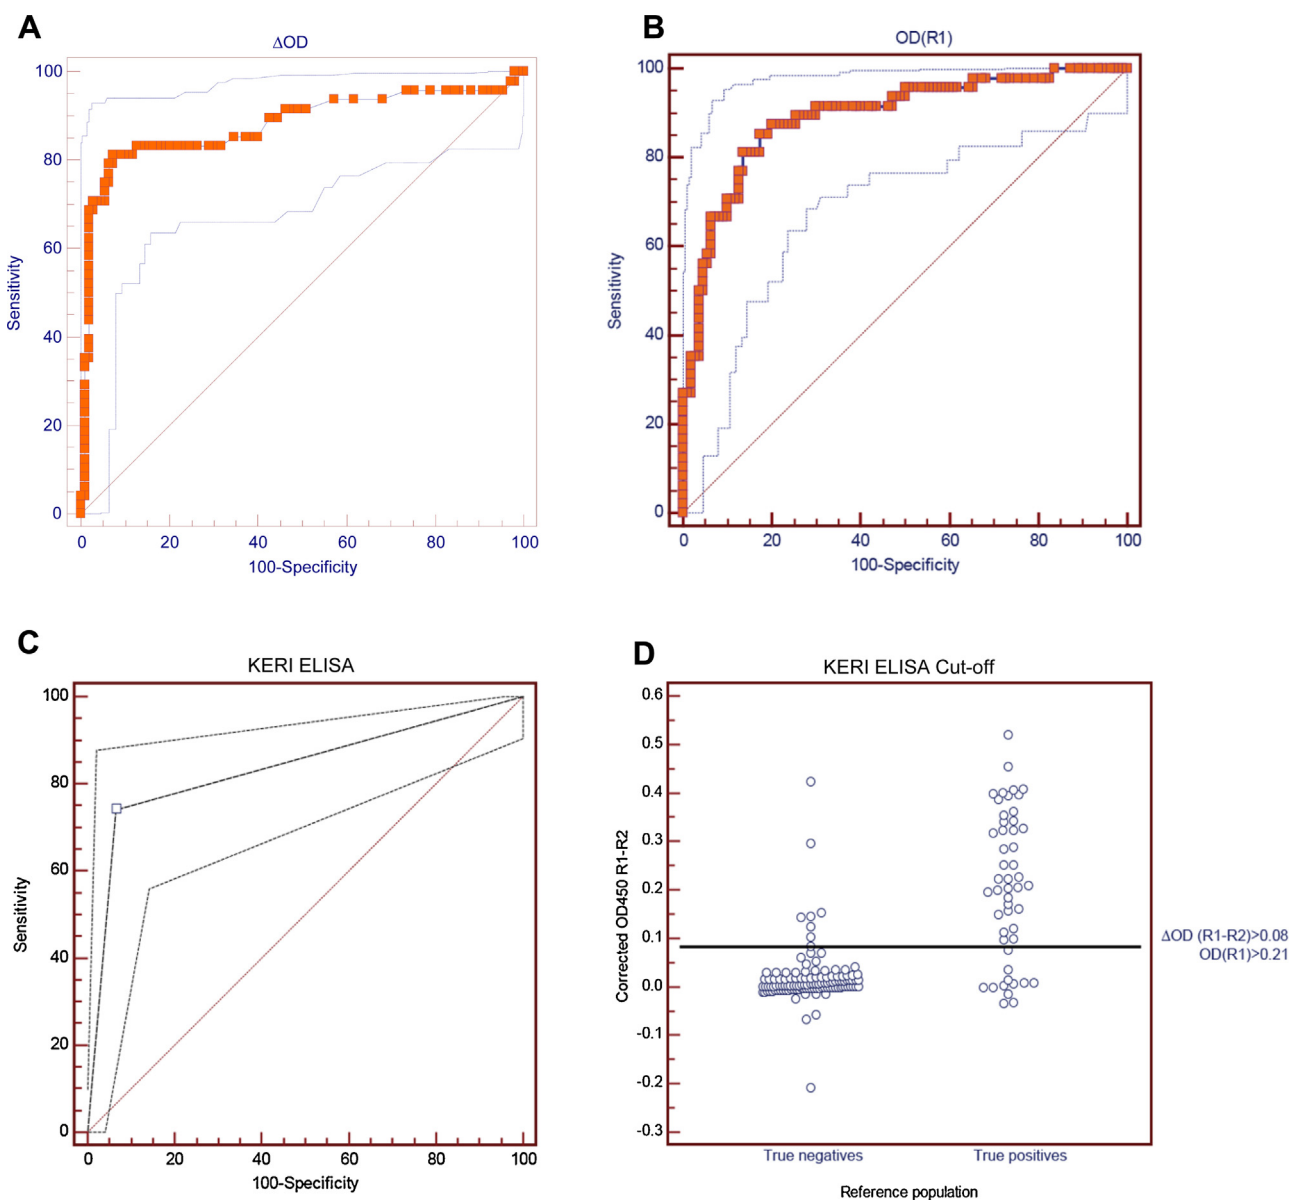 A
ΔOD
100
80
60
40
20
0
Sensitivity
0 20 40 60 80 100
100-Specificity
B
OD(R1)
100
80
60
40
20
0
Sensitivity
0 20 40 60 80 100
100-Specificity
C
KERI ELISA
100
80
60
40
20
0
Sensitivity
0 20 40 60 80 100
100-Specificity
D
KERI ELISA Cut-off
0.6
0.5
0.4
0.3
0.2
0.1
0.0
-0.1
-0.2
-0.3
Corrected OD450 R1-R2
ΔOD (R1-R2)>0.08
OD(R1)>0.21
True negatives True positives
Reference population